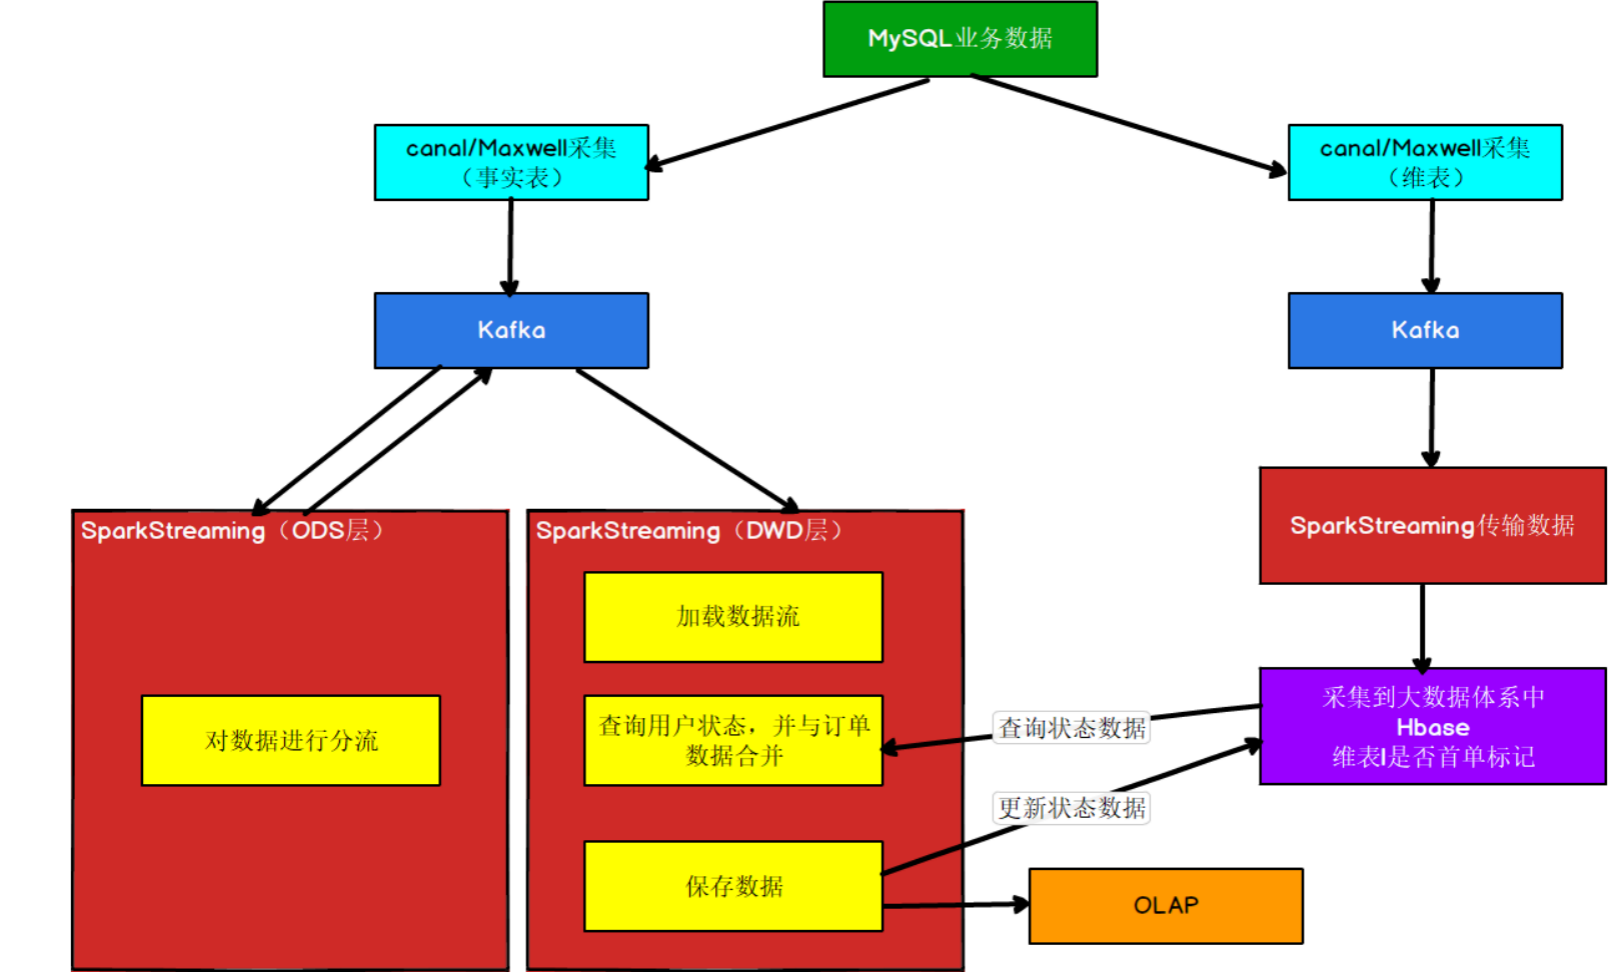 MySQL业务数据
canal/Maxwell采集
（事实表）
canal/Maxwell采集
（维表）
Kafka
Kafka
SparkStreaming（ODS层）
对数据进行分流
SparkStreaming（DWD层）
加载数据流
查询用户状态，并与订单
数据合并
保存数据
SparkStreaming传输数据
采集到大数据体系中
Hbase
维表|是否首单标记
查询状态数据
更新状态数据
OLAP